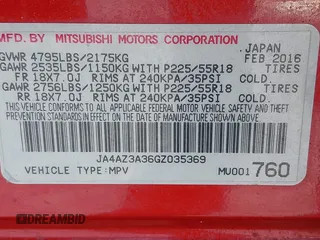 MFD BY MITSUBISHI MOTORS CORPORATION JAPAN
GVWR 4795LBS/2175KG FEB.2016
GAWR 2535LBS/1150KG WITH P225/55R18 TIRES
FR 18X7.0J RIMS AT 240KPA/35PSI COLD.
GAWR 2756LBS/1250KG WITH P225/55R18 TIRES
RR 18X7.0J RIMS AT 240KPA/35PSI COLD.
THIS VEHICLE CONFORMS TO ALL APPLICABLE FEDERAL
MOTOR VEHICLE SAFETY, BUMPER AND THEFT PREVENTION
STANDARDS IN EFFECT ON THE DATE OF MANUFACTURE
SHOWN ABOVE.
JA4AZ3A36GZ035369
VEHICLE TYPE:MPV MU001760
DREAMBID